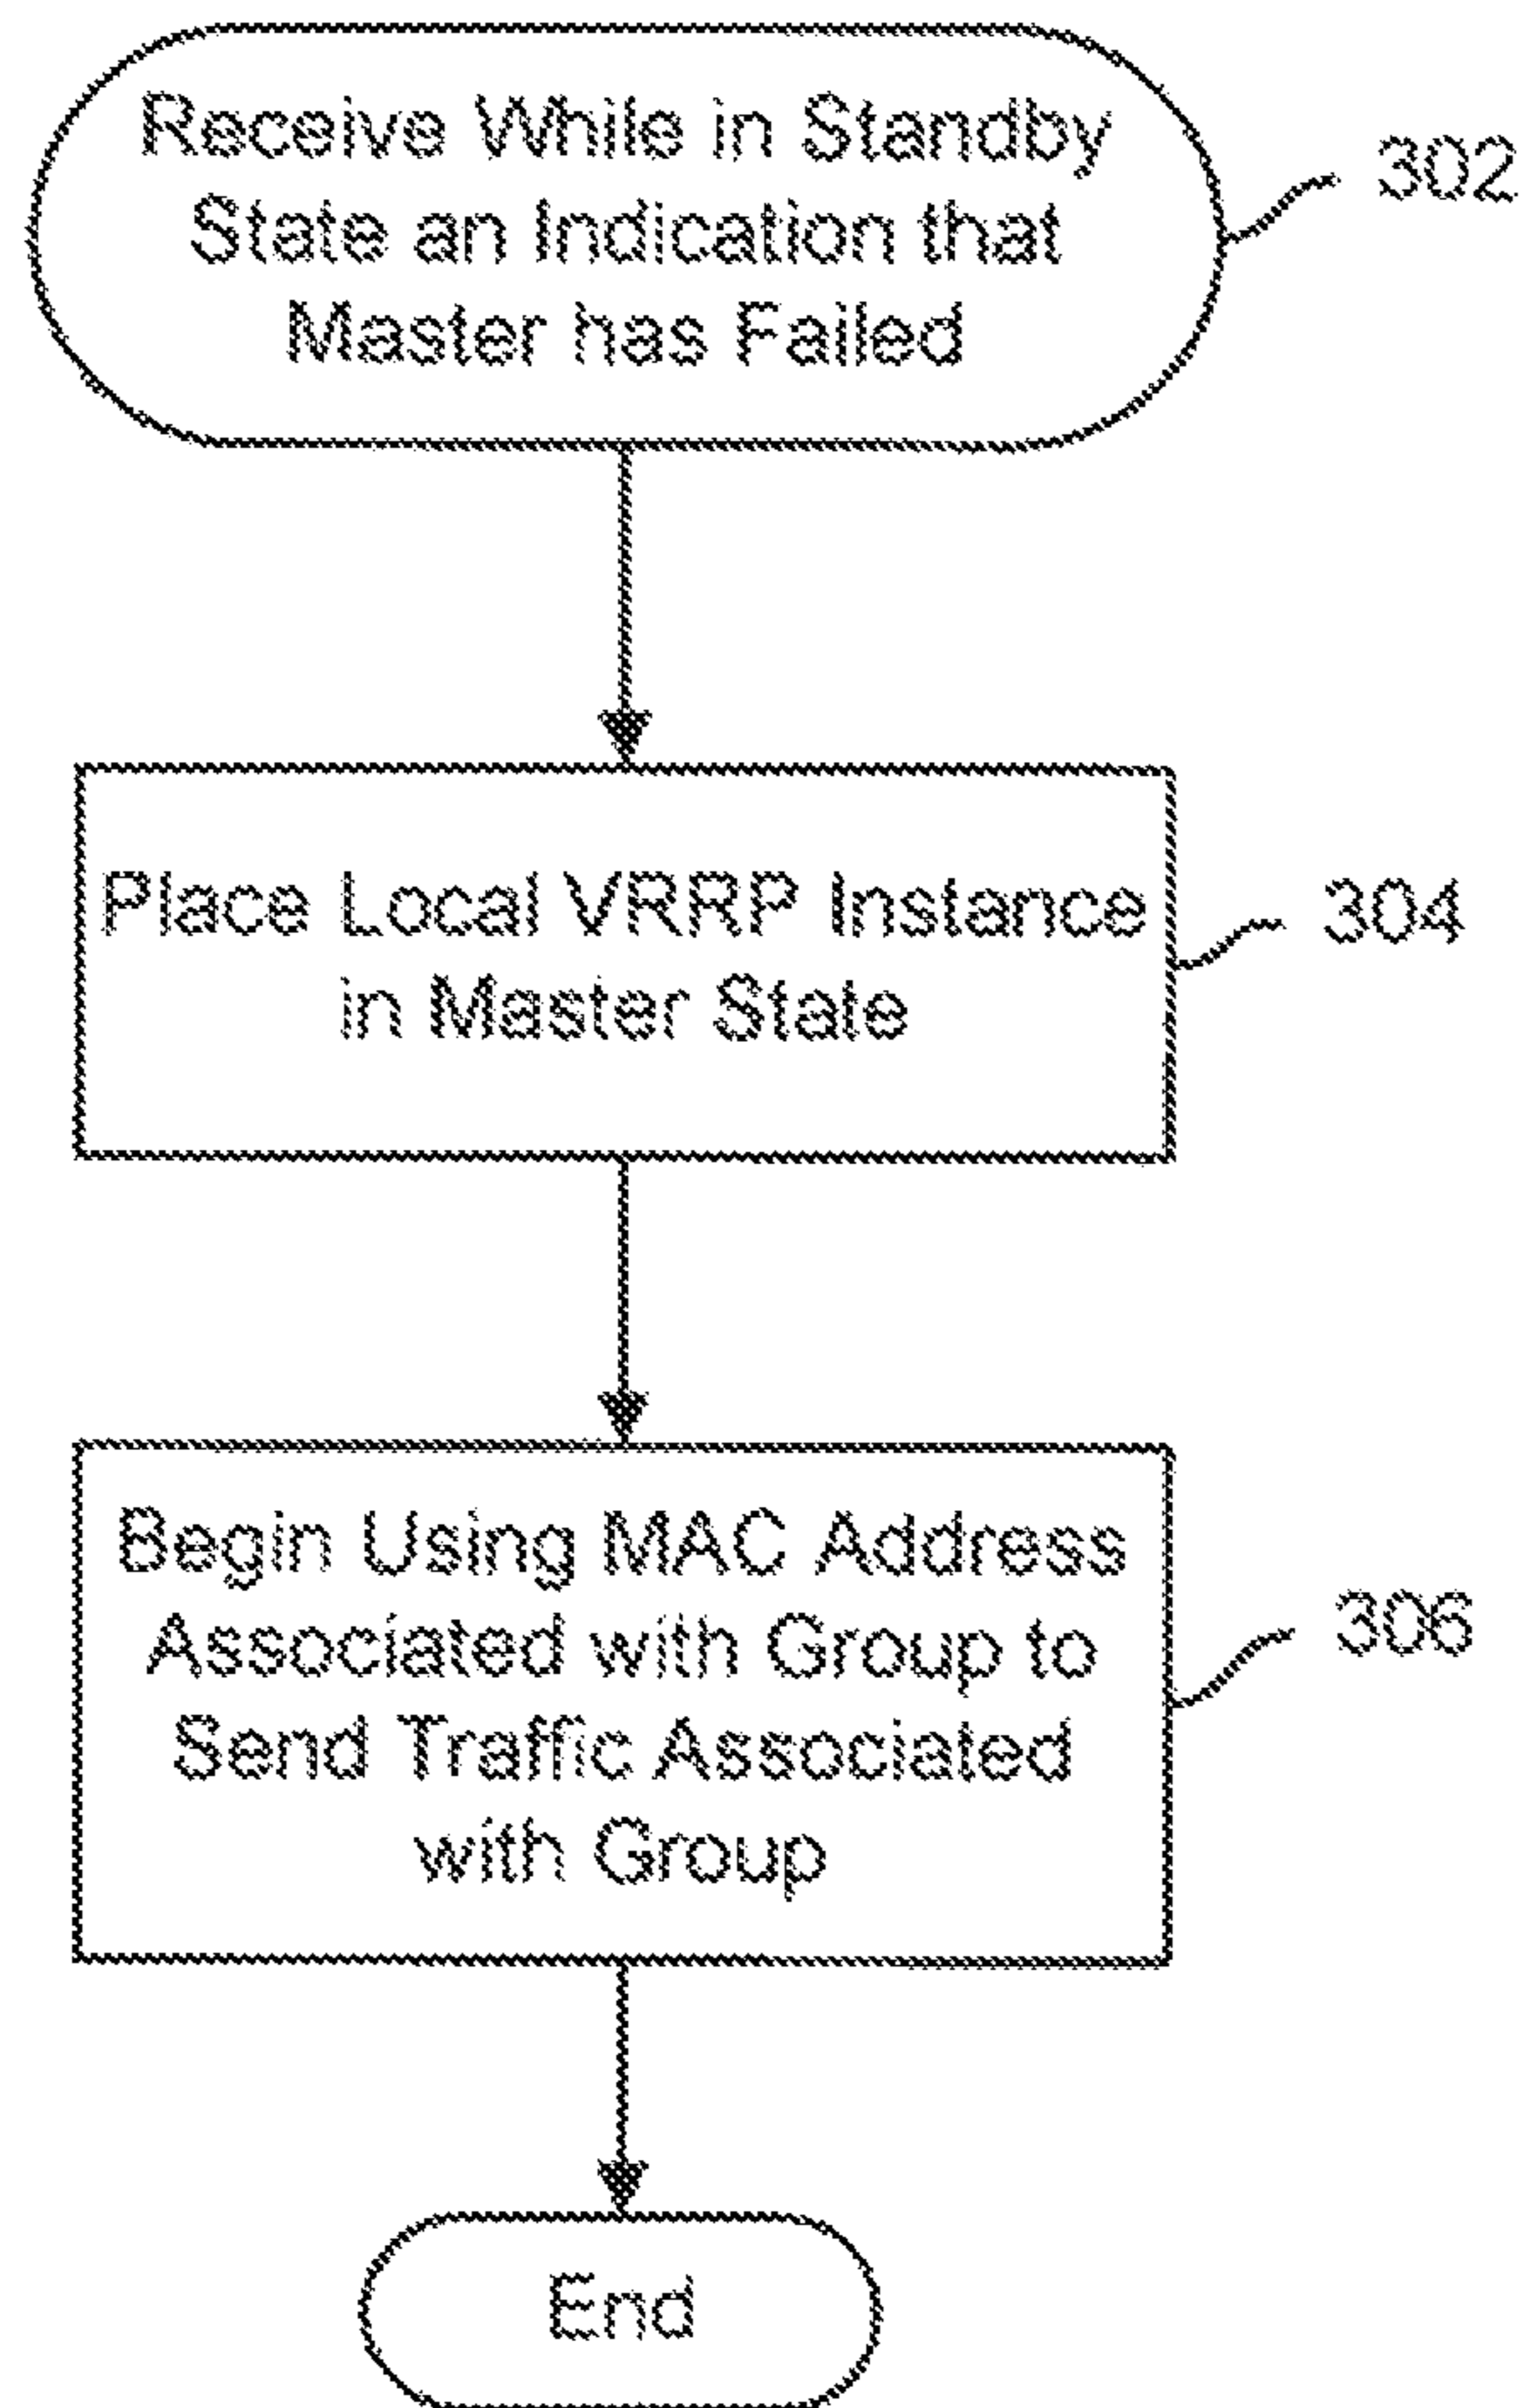 Receive While in Standby
State an Indication that
Master has Failed
302
Place Local VRRP Instance
in Master State
304
Begin Using MAC Address
Associated with Group to
Send Traffic Associated
with Group
306
End